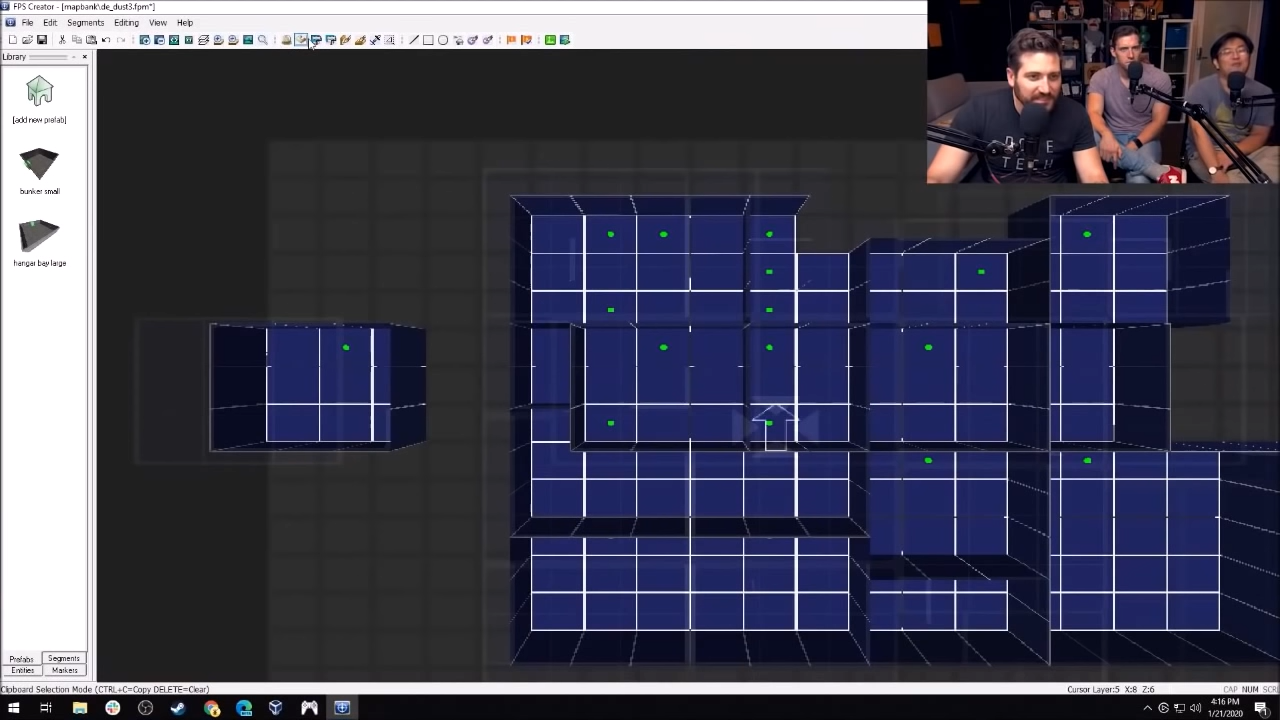 FPS Creator - [mapbank\de_dust3.fpm*]
File Edit Segments Editing View Help
Library
[add new prefab]
bunker small
hangar bay large
Prefabs Segments
Entities Markers
Clipboard Selection Mode (CTRL+C=Copy DELETE=Clear)
Cursor Layer:5 X:8 Z:6
CAP NUM SCR
4:16 PM
1/21/2020
TECH